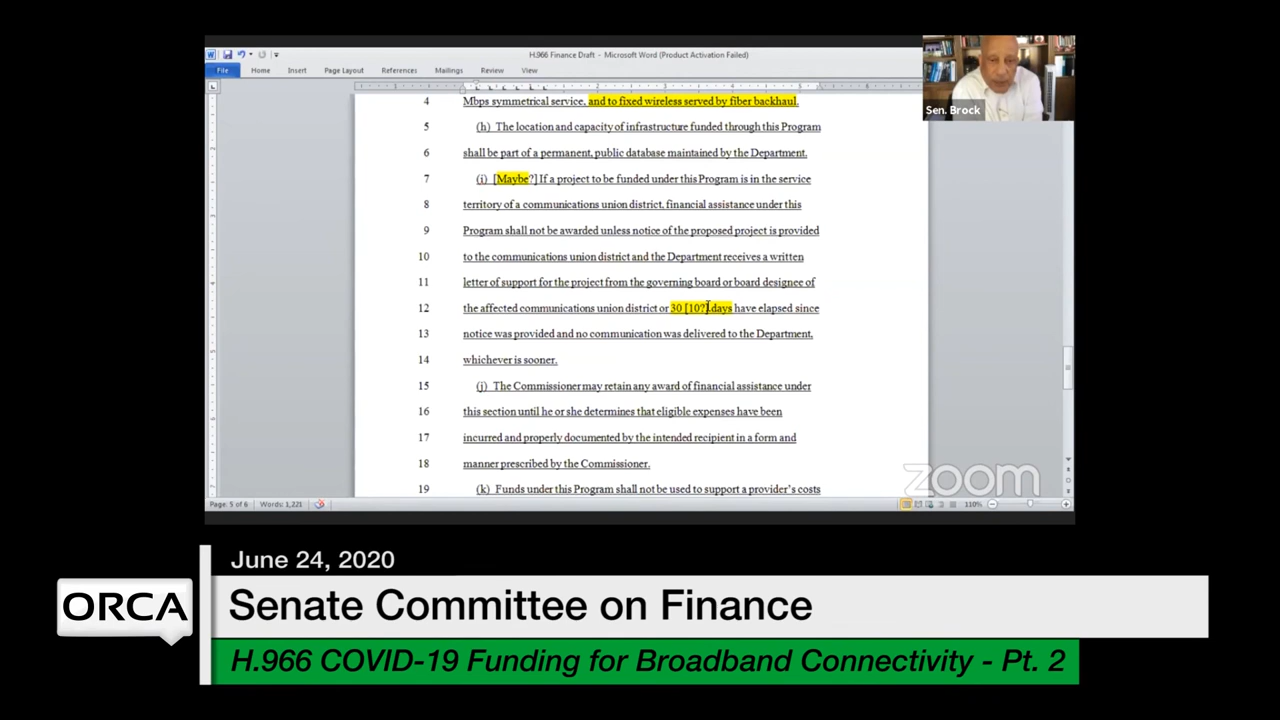 H.966 Finance Draft - Microsoft Word (Product Activation Failed)
File Home Insert Page Layout References Mailings Review View
Sen. Brock
4 Mbps symmetrical service, and to fixed wireless served by fiber backhaul.
5 (h) The location and capacity of infrastructure funded through this Program
6 shall be part of a permanent, public database maintained by the Department.
7 (i) [Maybe?] If a project to be funded under this Program is in the service
8 territory of a communications union district, financial assistance under this
9 Program shall not be awarded unless notice of the proposed project is provided
10 to the communications union district and the Department receives a written
11 letter of support for the project from the governing board or board designee of
12 the affected communications union district or 30 [10?] days have elapsed since
13 notice was provided and no communication was delivered to the Department,
14 whichever is sooner.
15 (j) The Commissioner may retain any award of financial assistance under
16 this section until he or she determines that eligible expenses have been
17 incurred and properly documented by the intended recipient in a form and
18 manner prescribed by the Commissioner.
19 (k) Funds under this Program shall not be used to support a provider's costs
zoom
Page: 5 of 6 Words: 1,221 110%
June 24, 2020
ORCA
Senate Committee on Finance
H.966 COVID-19 Funding for Broadband Connectivity - Pt. 2